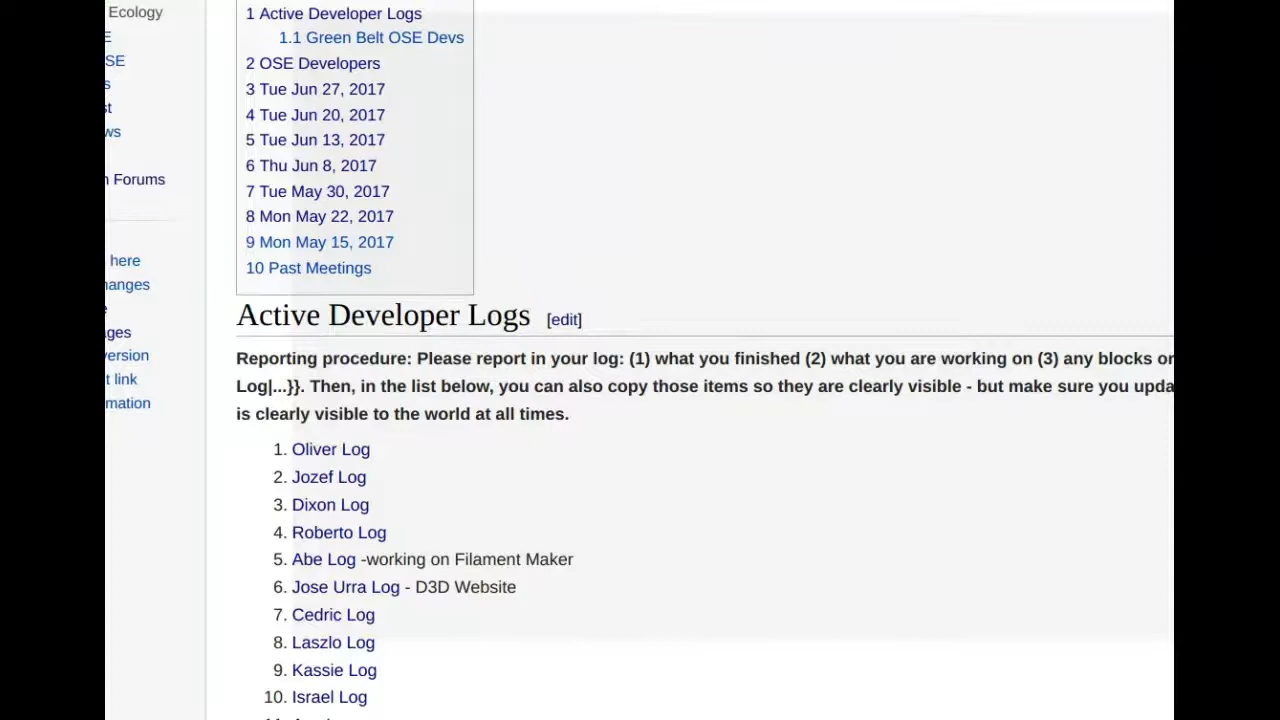 Ecology
1 Active Developer Logs
E
1.1 Green Belt OSE Devs
SE
2 OSE Developers
s
3 Tue Jun 27, 2017
st
4 Tue Jun 20, 2017
ws
5 Tue Jun 13, 2017
6 Thu Jun 8, 2017
n Forums
7 Tue May 30, 2017
8 Mon May 22, 2017
9 Mon May 15, 2017
here
10 Past Meetings
hanges
e
Active Developer Logs [edit]
ges
version
Reporting procedure: Please report in your log: (1) what you finished (2) what you are working on (3) any blocks or
t link
Log|...}}. Then, in the list below, you can also copy those items so they are clearly visible - but make sure you upda
mation
is clearly visible to the world at all times.
1. Oliver Log
2. Jozef Log
3. Dixon Log
4. Roberto Log
5. Abe Log -working on Filament Maker
6. Jose Urra Log - D3D Website
7. Cedric Log
8. Laszlo Log
9. Kassie Log
10. Israel Log